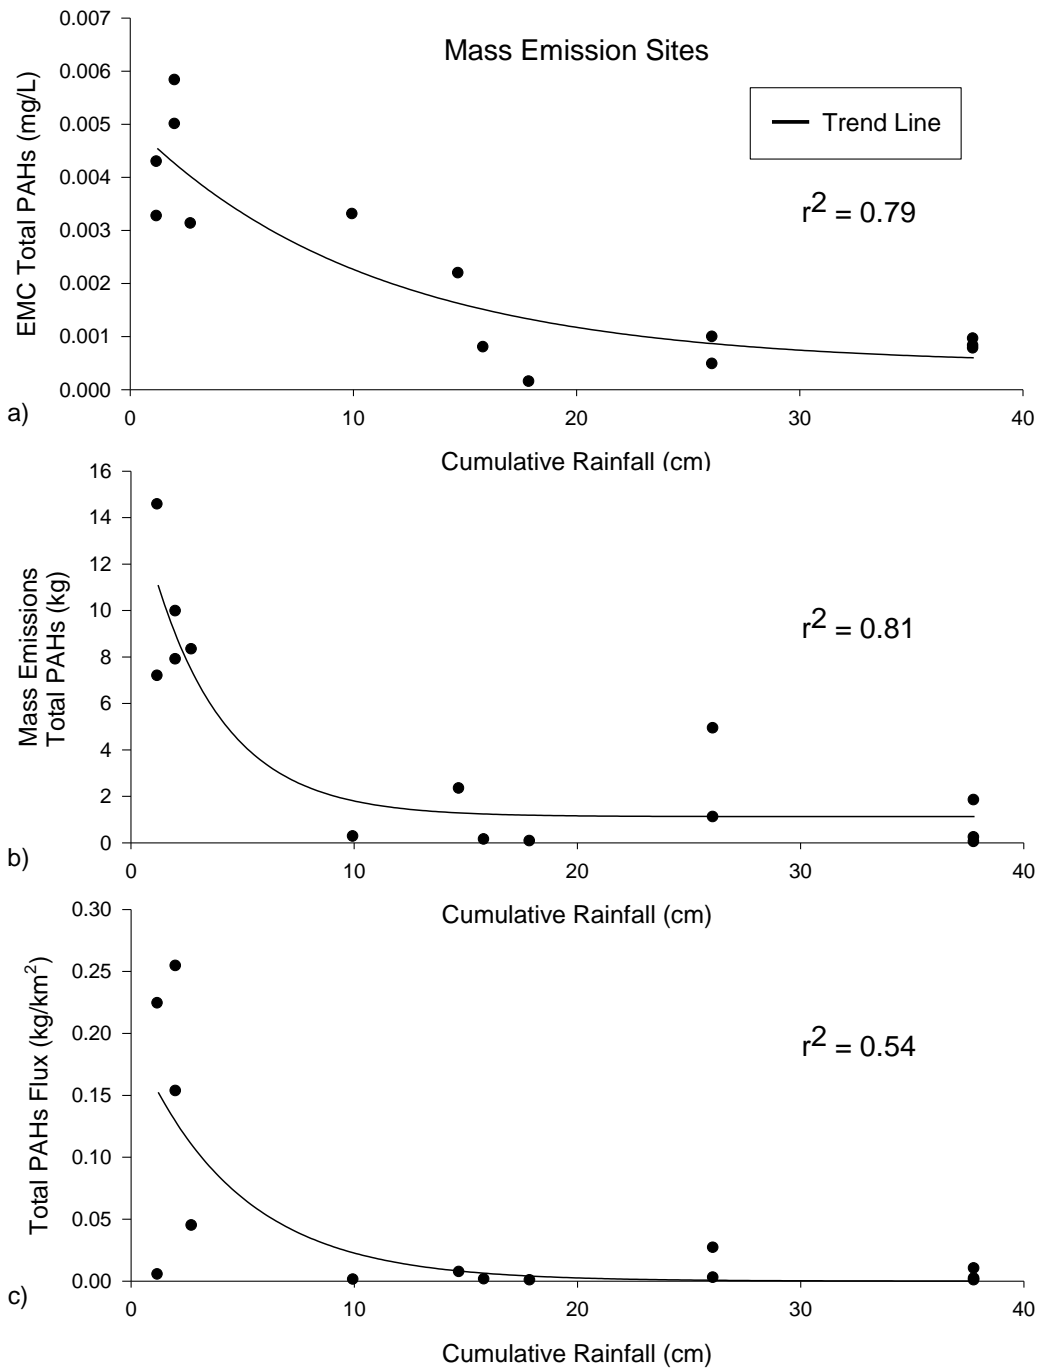 Mass Emission Sites
Trend Line
r2 = 0.79
EMC Total PAHs (mg/L)
0.007
0.006
0.005
0.004
0.003
0.002
0.001
0.000
0 10 20 30 40
a)
Cumulative Rainfall (cm)
r2 = 0.81
Mass Emissions
Total PAHs (kg)
16
14
12
10
8
6
4
2
0
0 10 20 30 40
b)
Cumulative Rainfall (cm)
r2 = 0.54
Total PAHs Flux (kg/km2)
0.30
0.25
0.20
0.15
0.10
0.05
0.00
0 10 20 30 40
c)
Cumulative Rainfall (cm)